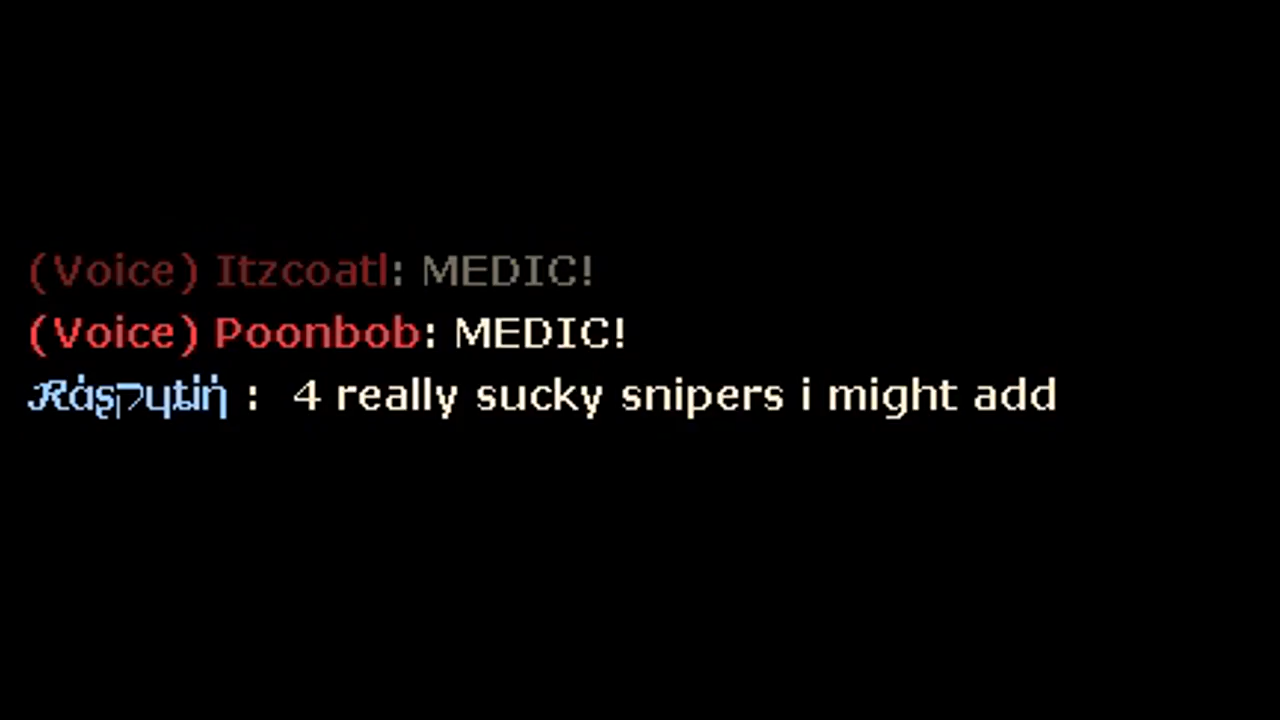 (Voice) Itzcoatl: MEDIC!
(Voice) Poonbob: MEDIC!
: 4 really sucky snipers i might add